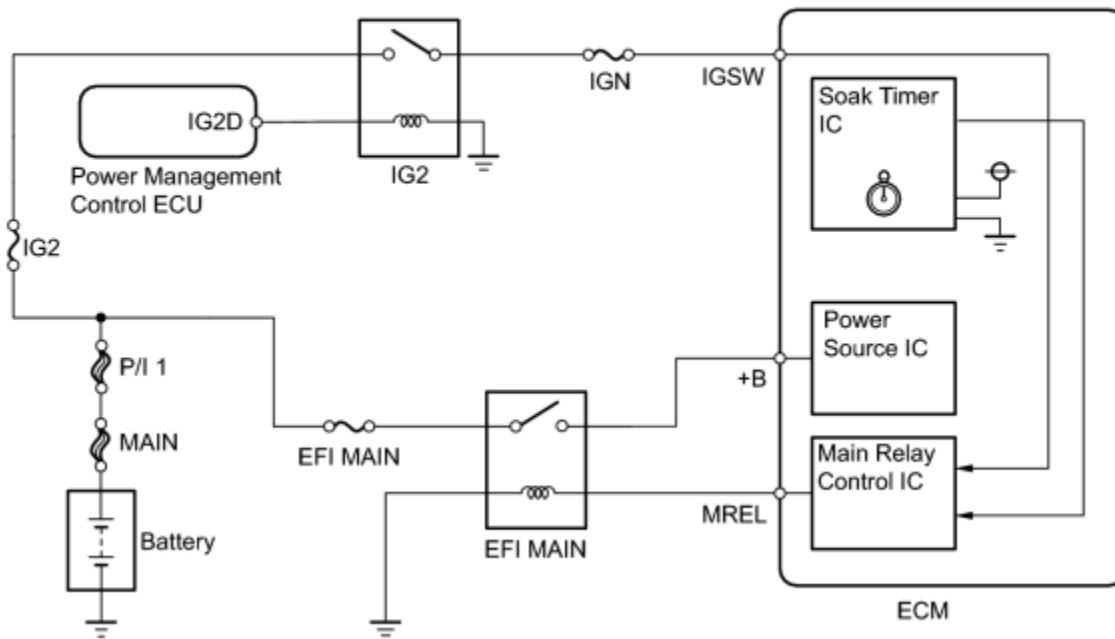 IGN
IGSW
Soak Timer
IC
IG2D
IG2
Power Management
Control ECU
IG2
P/I 1
MAIN
Battery
EFI MAIN
EFI MAIN
+B
MREL
Power
Source IC
Main Relay
Control IC
ECM